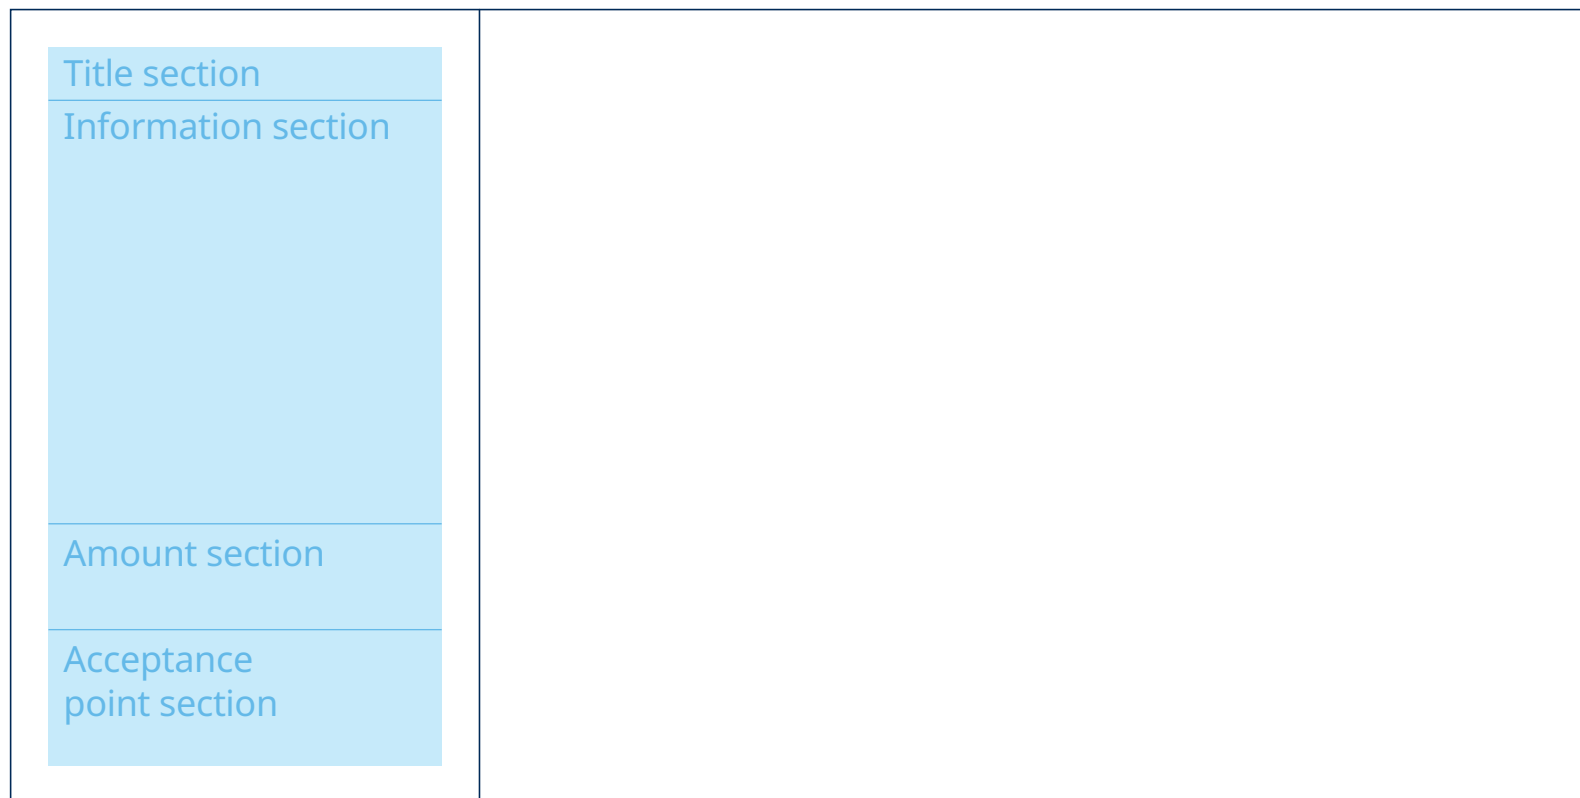 Title section
Information section
Amount section
Acceptance
point section